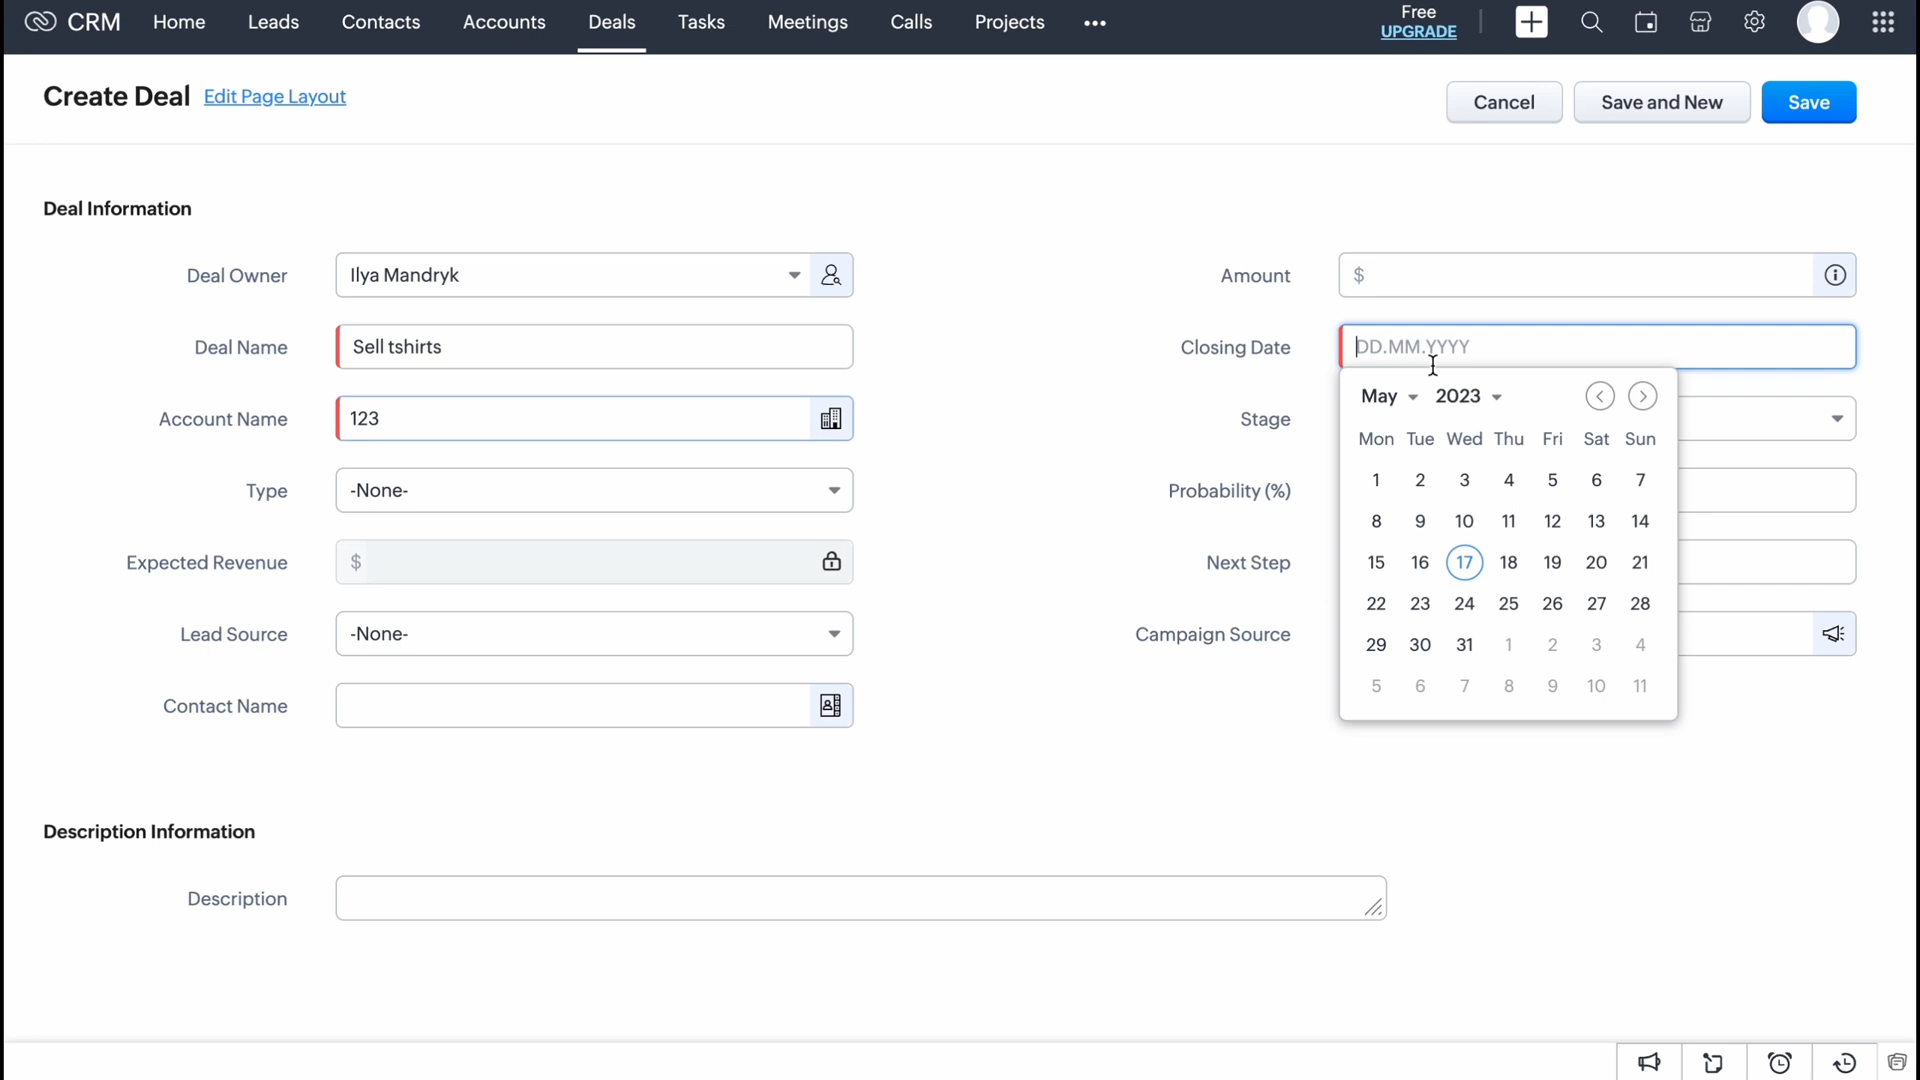 CRM Home Leads Contacts Accounts Deals Tasks Meetings Calls Projects ••• Free
UPGRADE
Create Deal Edit Page Layout Cancel Save and New Save
Deal Information
Deal Owner Ilya Mandryk
Deal Name Sell tshirts
Account Name 123
Type -None-
Expected Revenue $
Lead Source -None-
Contact Name
Amount $
Closing Date DD.MM.YYYY
Stage
Probability (%)
Next Step
Campaign Source
May 2023
Mon Tue Wed Thu Fri Sat Sun
1 2 3 4 5 6 7
8 9 10 11 12 13 14
15 16 17 18 19 20 21
22 23 24 25 26 27 28
29 30 31 1 2 3 4
5 6 7 8 9 10 11
Description Information
Description